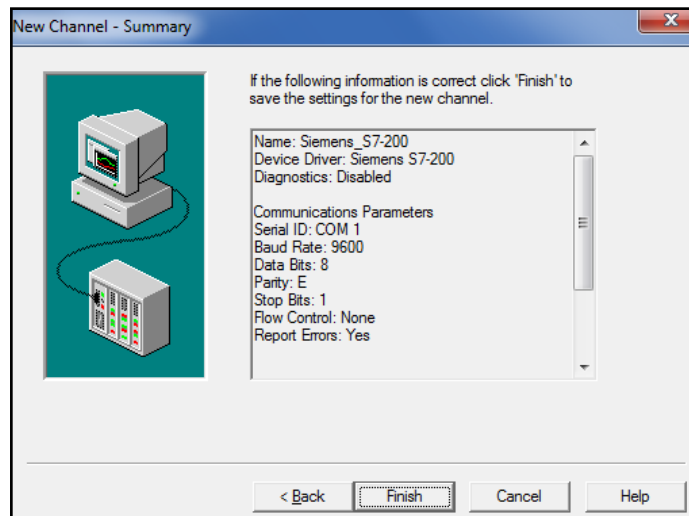 New Channel - Summary
If the following information is correct click 'Finish' to
save the settings for the new channel.
Name: Siemens_S7-200
Device Driver: Siemens S7-200
Diagnostics: Disabled
Communications Parameters
Serial ID: COM 1
Baud Rate: 9600
Data Bits: 8
Parity: E
Stop Bits: 1
Flow Control: None
Report Errors: Yes
< Back
Finish
Cancel
Help